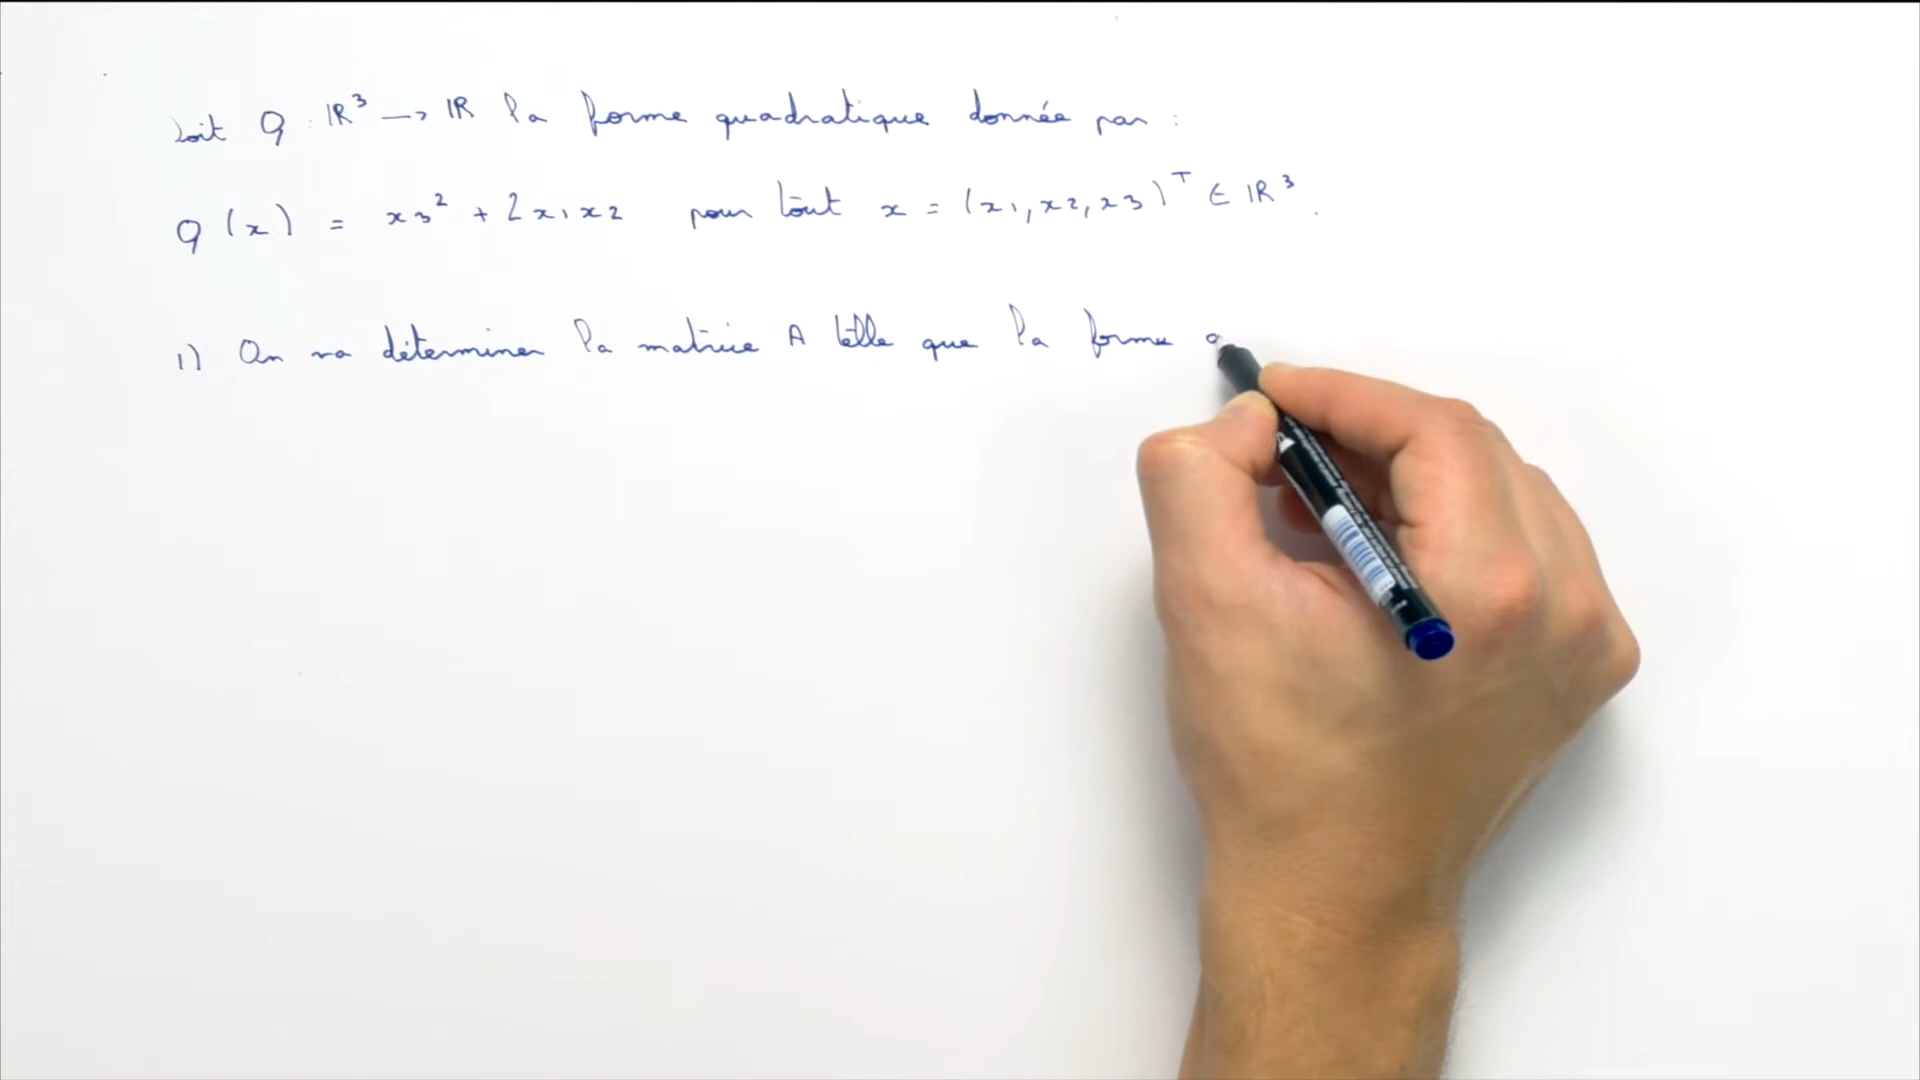 Soit q : ℝ³ → ℝ la forme quadratique donnée par :
q(x) = x3² + 2x1x2 pour tout x = (x1, x2, x3)ᵀ ∈ ℝ³.
1) On va déterminer la matrice A telle que la forme q